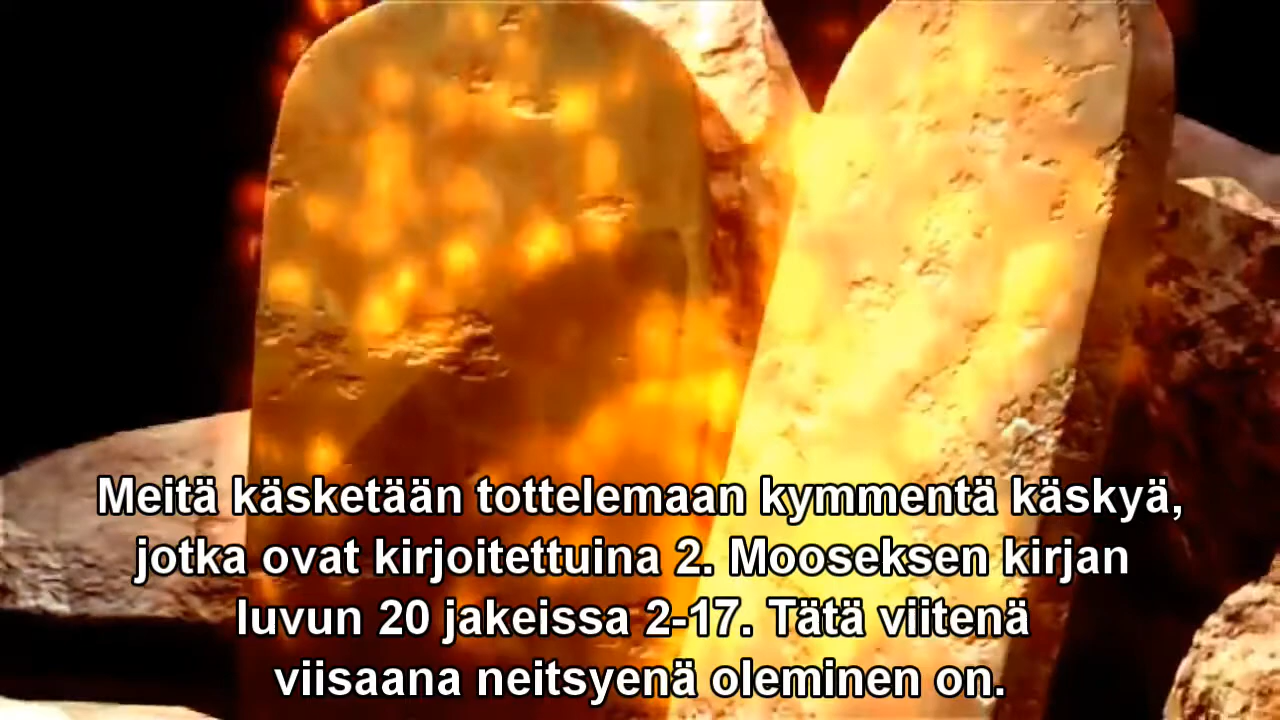 Meitä käsketään tottelemaan kymmentä käskyä,
jotka ovat kirjoitettuina 2. Mooseksen kirjan
luvun 20 jakeissa 2-17. Tätä viitenä
viisaana neitsyenä oleminen on.